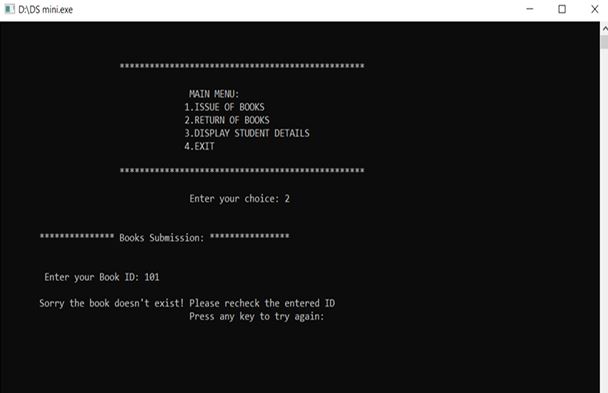 D:\DS mini.exe
*************************************************
MAIN MENU:
1.ISSUE OF BOOKS
2.RETURN OF BOOKS
3.DISPLAY STUDENT DETAILS
4.EXIT
*************************************************
Enter your choice: 2
*************** Books Submission: ****************
Enter your Book ID: 101
Sorry the book doesn't exist! Please recheck the entered ID
Press any key to try again: